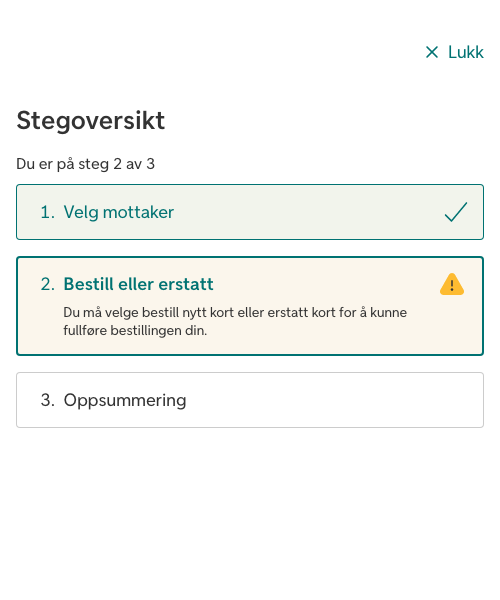 Lukk
Stegoversikt
Du er på steg 2 av 3
1. Velg mottaker
2. Bestill eller erstatt
Du må velge bestill nytt kort eller erstatt kort for å kunne
fullføre bestillingen din.
3. Oppsummering